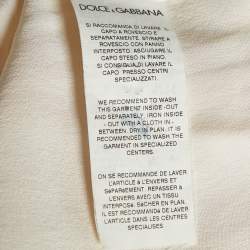 DOLCE & GABBANA
SI RACCOMANDA DI LAVARE IL
CAPO A ROVESCIO E
SEPARATAMENTE. STIRARE A
ROVESCIO CON PANNO
INTERPOSTO. ASCIUGARE IL
CAPO STESO IN PIANO.
SI CONSIGLIA DI LAVARE IL
CAPO PRESSO CENTRI
SPECIALIZZATI.
WE RECOMMEND TO WASH
THIS GARMENT INSIDE -OUT
AND SEPARATELY IRON INSIDE
- OUT WITH A CLOTH IN -
BETWEEN. DRY IN PLAN. IT IS
RECOMMENDED TO WASH THE
GARMENT IN SPECIALIZED
CENTERS.
ON SE RECOMMANDE DE LAVER
L'ARTICLE à L'ENVERS ET
SéPARéMENT. REPASSER à
L'ENVERS AVEC UN TISSU
INTERPOSé. SéCHER EN PLAN.
IL EST RECOMMANDé DE LAVER
L'ARTICLE DANS LES CENTRES
SPéCIALISéS